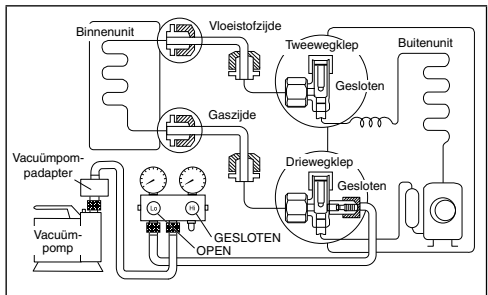 Binnenunit
Vloeistofzijde
Tweewegklep
Buitenunit
Gesloten
Gaszijde
Driewegklep
Gesloten
Vacuümpom-
padapter
Lo
Hi
GESLOTEN
OPEN
Vacuüm-
pomp